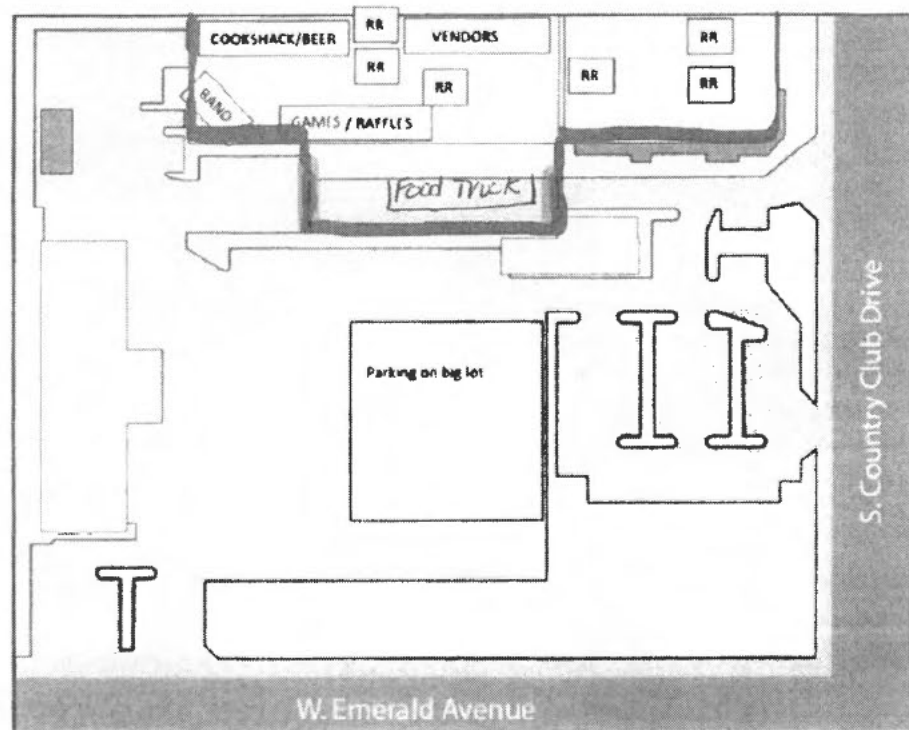 COOKSHACK/BEER
RR
VENDORS
RR
RR
RR
RR
RR
BAND
GAMES / RAFFLES
Food Truck
Parking on big lot
S. Country Club Drive
W. Emerald Avenue